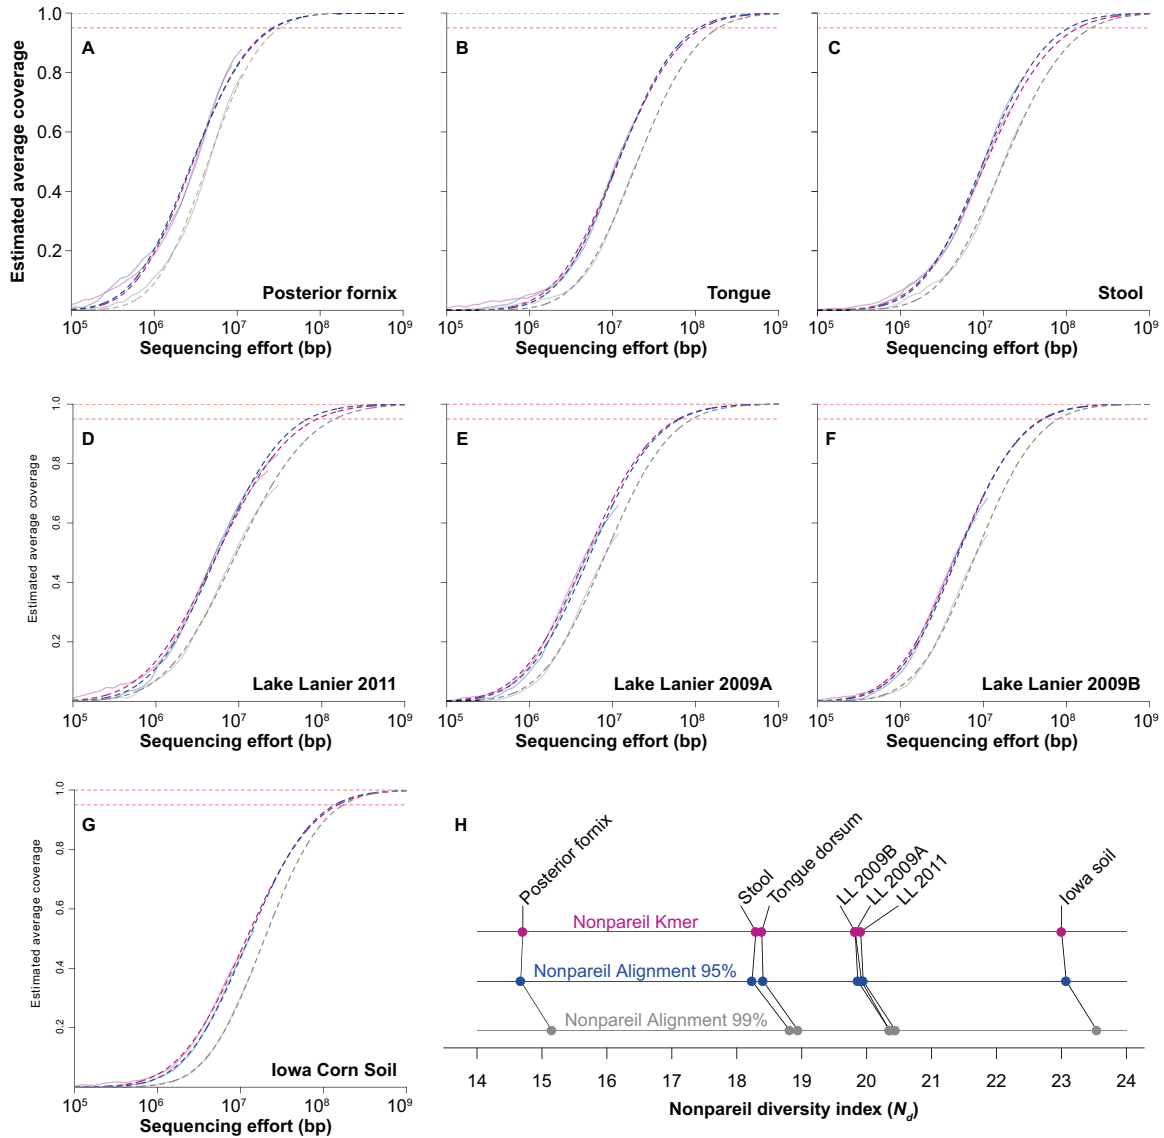 1.0
0.8
0.6
0.4
0.2
Estimated average coverage
A
Posterior fornix
10⁵ 10⁶ 10⁷ 10⁸ 10⁹
Sequencing effort (bp)
B
Tongue
10⁵ 10⁶ 10⁷ 10⁸ 10⁹
Sequencing effort (bp)
C
Stool
10⁵ 10⁶ 10⁷ 10⁸ 10⁹
Sequencing effort (bp)
1.0
0.8
0.6
0.4
0.2
Estimated average coverage
D
Lake Lanier 2011
10⁵ 10⁶ 10⁷ 10⁸ 10⁹
Sequencing effort (bp)
E
Lake Lanier 2009A
10⁵ 10⁶ 10⁷ 10⁸ 10⁹
Sequencing effort (bp)
F
Lake Lanier 2009B
10⁵ 10⁶ 10⁷ 10⁸ 10⁹
Sequencing effort (bp)
1.0
0.8
0.6
0.4
0.2
Estimated average coverage
G
Iowa Corn Soil
10⁵ 10⁶ 10⁷ 10⁸ 10⁹
Sequencing effort (bp)
H
Posterior fornix
Stool
Tongue dorsum
LL 2009B
LL 2009A
LL 2011
Iowa soil
Nonpareil Kmer
Nonpareil Alignment 95%
Nonpareil Alignment 99%
14 15 16 17 18 19 20 21 22 23 24
Nonpareil diversity index (N_d)